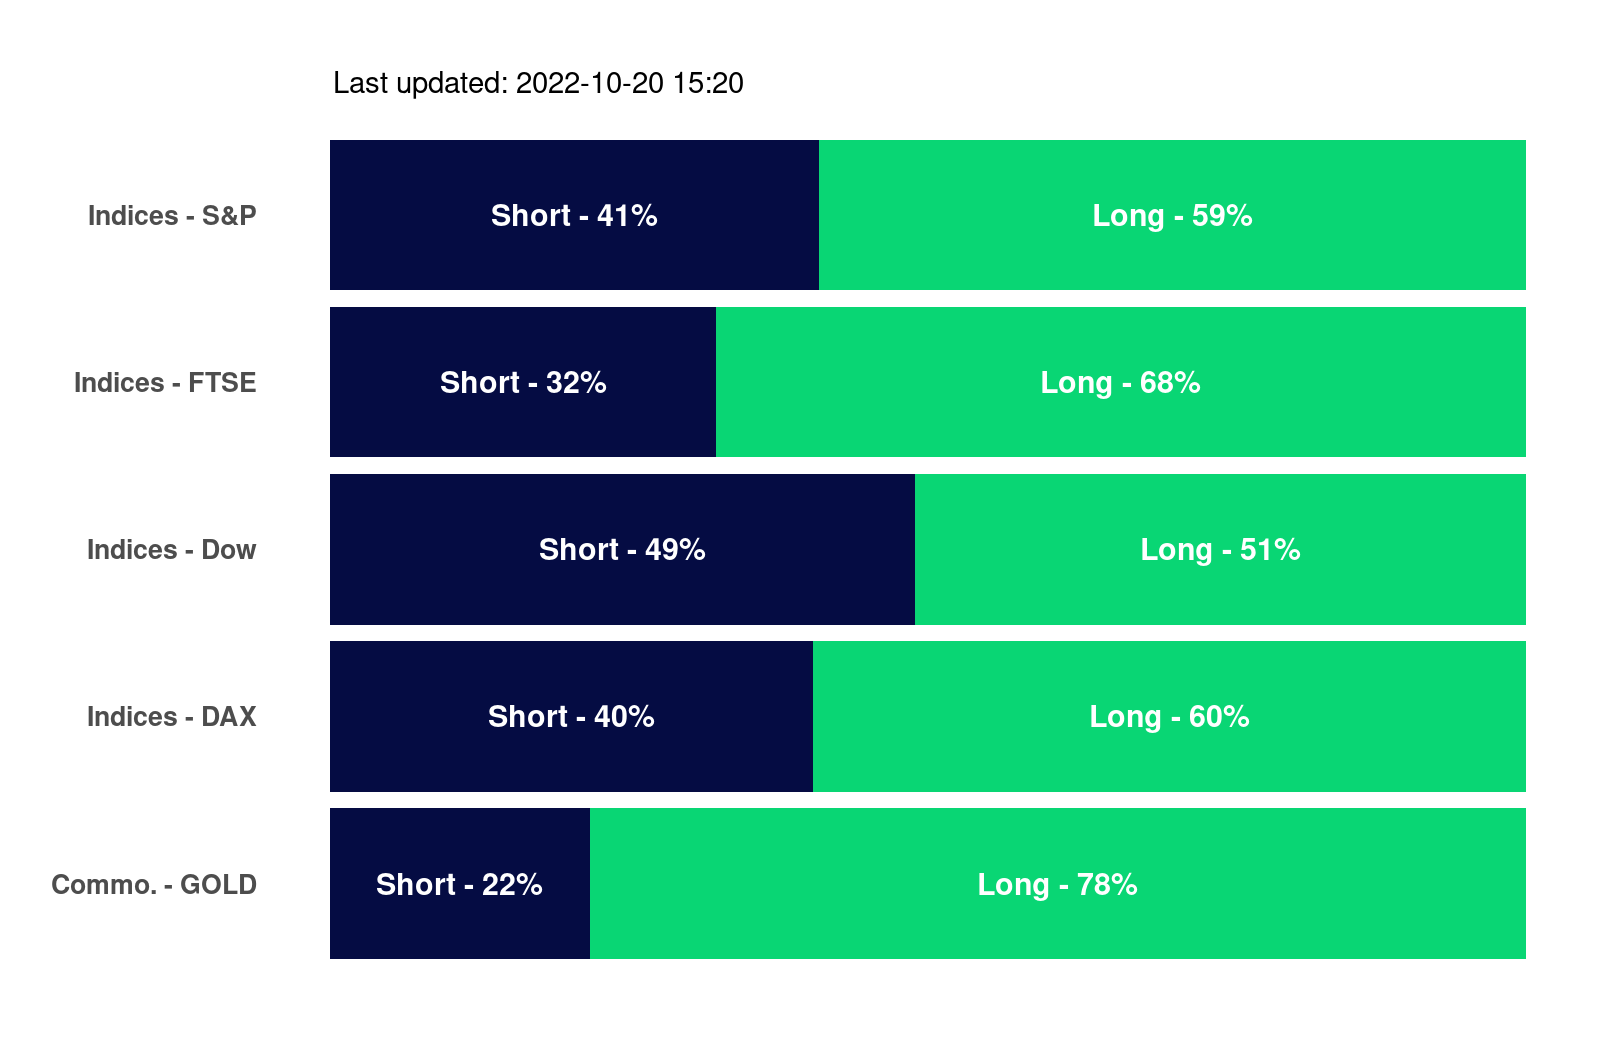 Last updated: 2022-10-20 15:20
Indices - S&P Short - 41% Long - 59%
Indices - FTSE Short - 32% Long - 68%
Indices - Dow Short - 49% Long - 51%
Indices - DAX Short - 40% Long - 60%
Commo. - GOLD Short - 22% Long - 78%